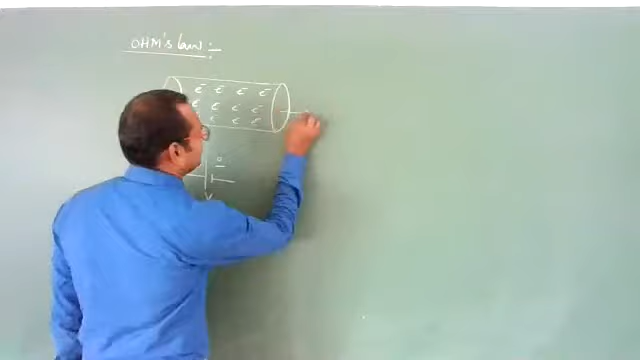 OHM's law :-
e⁻ e⁻ e⁻ e⁻
e⁻ e⁻ e⁻ e⁻
e⁻ e⁻ e⁻